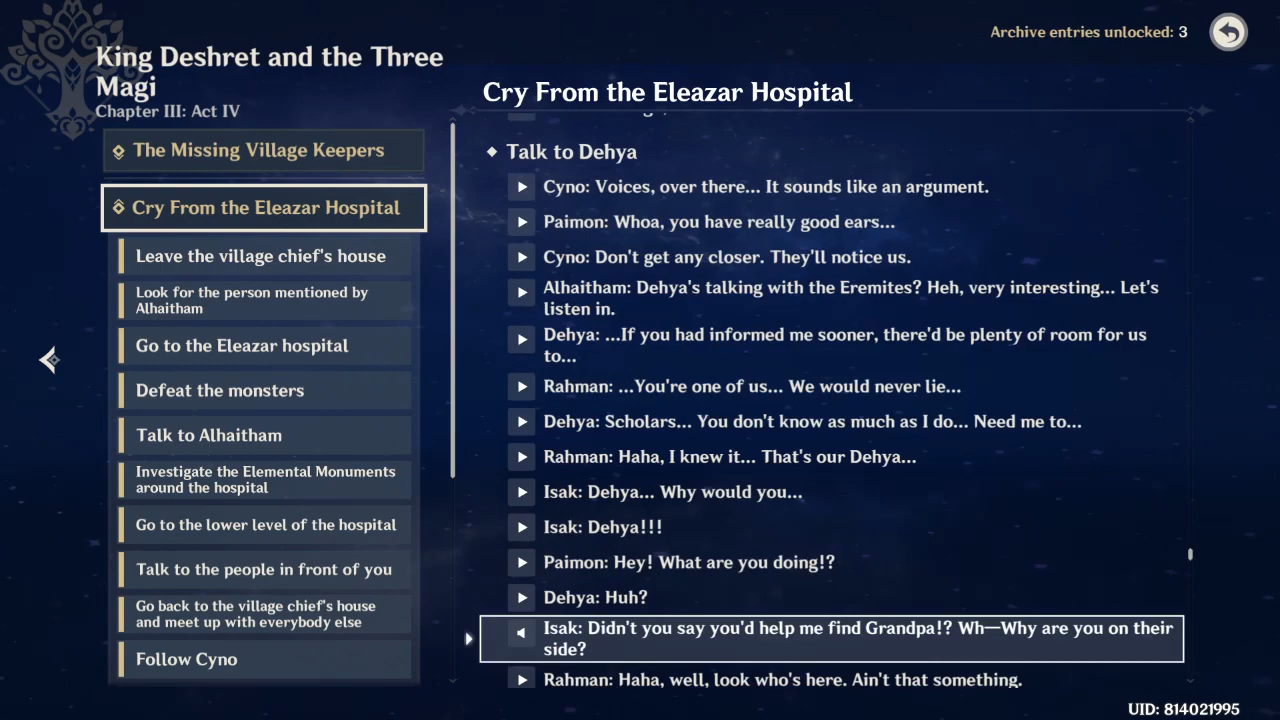 Archive entries unlocked: 3
King Deshret and the Three
Magi
Chapter III: Act IV
The Missing Village Keepers
Cry From the Eleazar Hospital
Leave the village chief's house
Look for the person mentioned by
Alhaitham
Go to the Eleazar hospital
Defeat the monsters
Talk to Alhaitham
Investigate the Elemental Monuments
around the hospital
Go to the lower level of the hospital
Talk to the people in front of you
Go back to the village chief's house
and meet up with everybody else
Follow Cyno
Cry From the Eleazar Hospital
Talk to Dehya
Cyno: Voices, over there... It sounds like an argument.
Paimon: Whoa, you have really good ears...
Cyno: Don't get any closer. They'll notice us.
Alhaitham: Dehya's talking with the Eremites? Heh, very interesting... Let's
listen in.
Dehya: ...If you had informed me sooner, there'd be plenty of room for us
to...
Rahman: ...You're one of us... We would never lie...
Dehya: Scholars... You don't know as much as I do... Need me to...
Rahman: Haha, I knew it... That's our Dehya...
Isak: Dehya... Why would you...
Isak: Dehya!!!
Paimon: Hey! What are you doing!?
Dehya: Huh?
Isak: Didn't you say you'd help me find Grandpa!? Wh—Why are you on their
side?
Rahman: Haha, well, look who's here. Ain't that something.
UID: 814021995